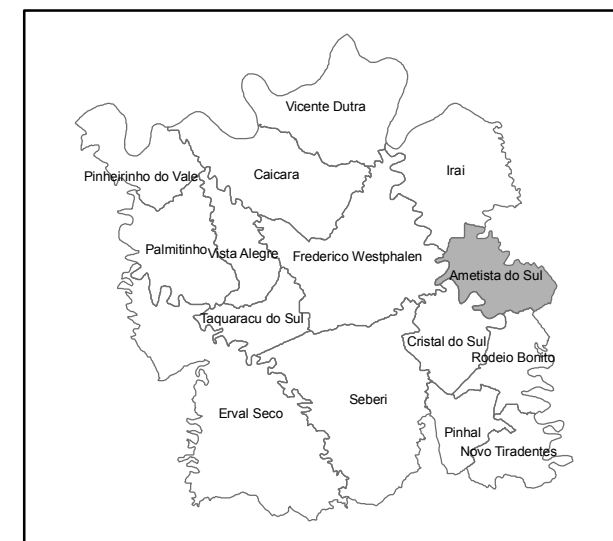 Vicente Dutra
Irai
Caicara
Pinheirinho do Vale
Palmitinho
Vista Alegre
Frederico Westphalen
Ametista do Sul
Taquaracu do Sul
Cristal do Sul
Rodeio Bonito
Seberi
Erval Seco
Pinhal
Novo Tiradentes